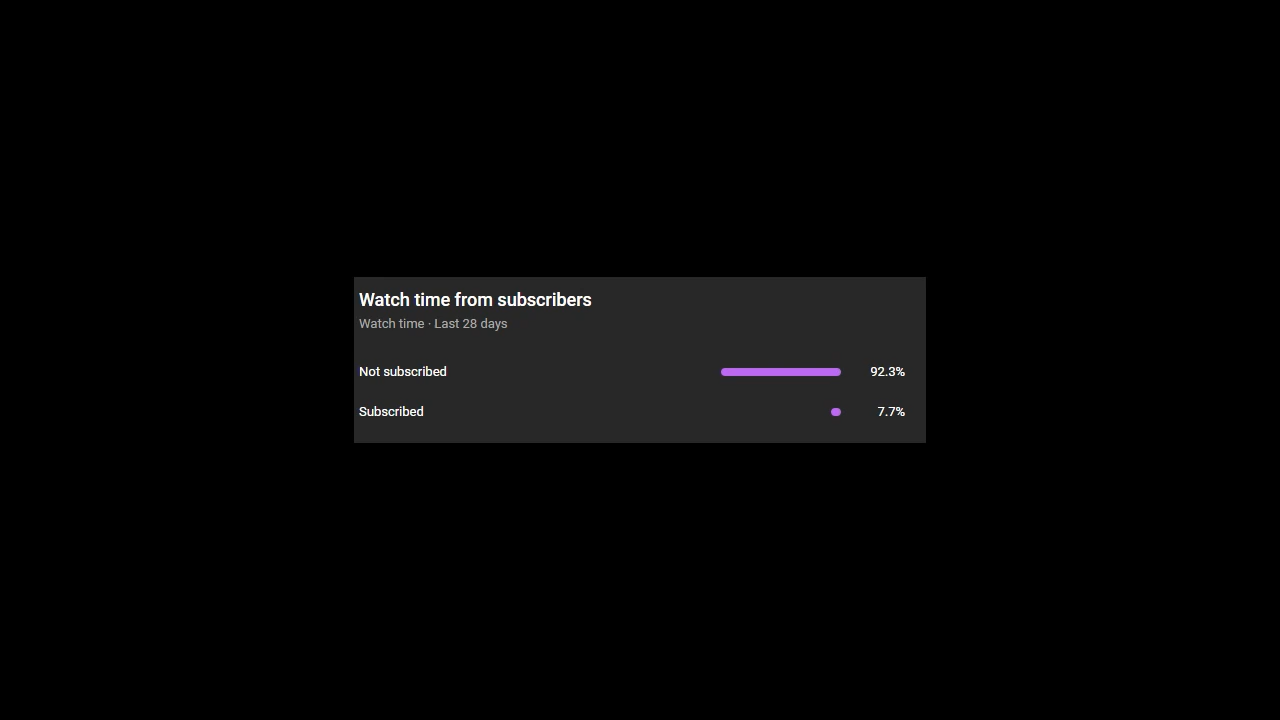 Watch time from subscribers
Watch time · Last 28 days
Not subscribed 92.3%
Subscribed 7.7%